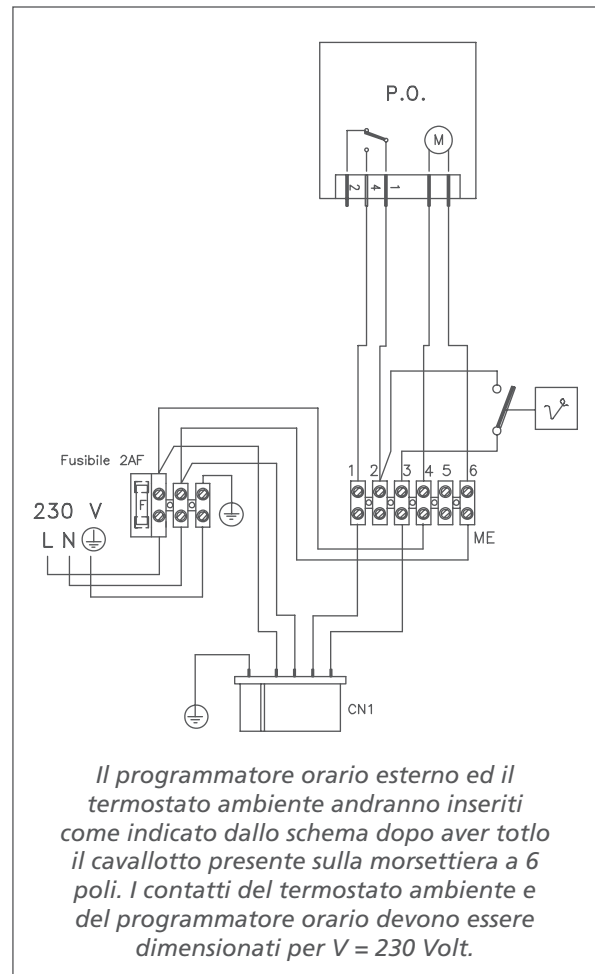 P.O.
M
2 4 1
Fusibile 2AF
1 2 3 4 5 6
F
230 V
L N
ME
CN1
Il programmatore orario esterno ed il
termostato ambiente andranno inseriti
come indicato dallo schema dopo aver totlo
il cavallotto presente sulla morsettiera a 6
poli. I contatti del termostato ambiente e
del programmatore orario devono essere
dimensionati per V = 230 Volt.